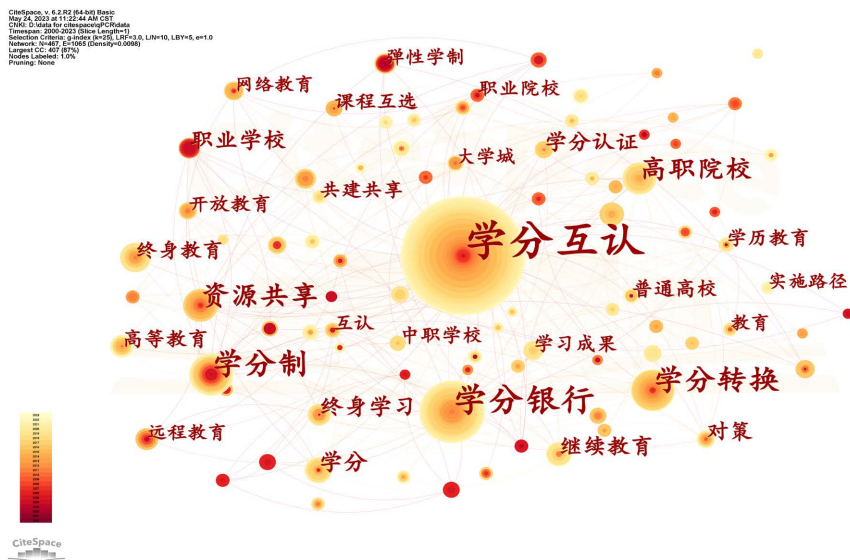 CiteSpace, v. 6.2.R2 (64-bit) Basic
May 24, 2023 at 11:22:44 AM CST
CNKI: D:\data for citespace\qPCR\data
Timespan: 2000-2023 (Slice Length=1)
Selection Criteria: g-index (k=25), LRF=3.0, L/N=10, LBY=5, e=1.0
Network: N=467, E=1065 (Density=0.0098)
Largest CC: 407 (87%)
Nodes Labeled: 1.0%
Pruning: None
弹性学制
网络教育
职业院校
课程互选
职业学校
学分认证
大学城
高职院校
共建共享
开放教育
学分互认
学历教育
终身教育
实施路径
资源共享
普通高校
互认
教育
高等教育
中职学校
学习成果
学分制
学分转换
学分银行
终身学习
远程教育
对策
继续教育
学分
CiteSpace